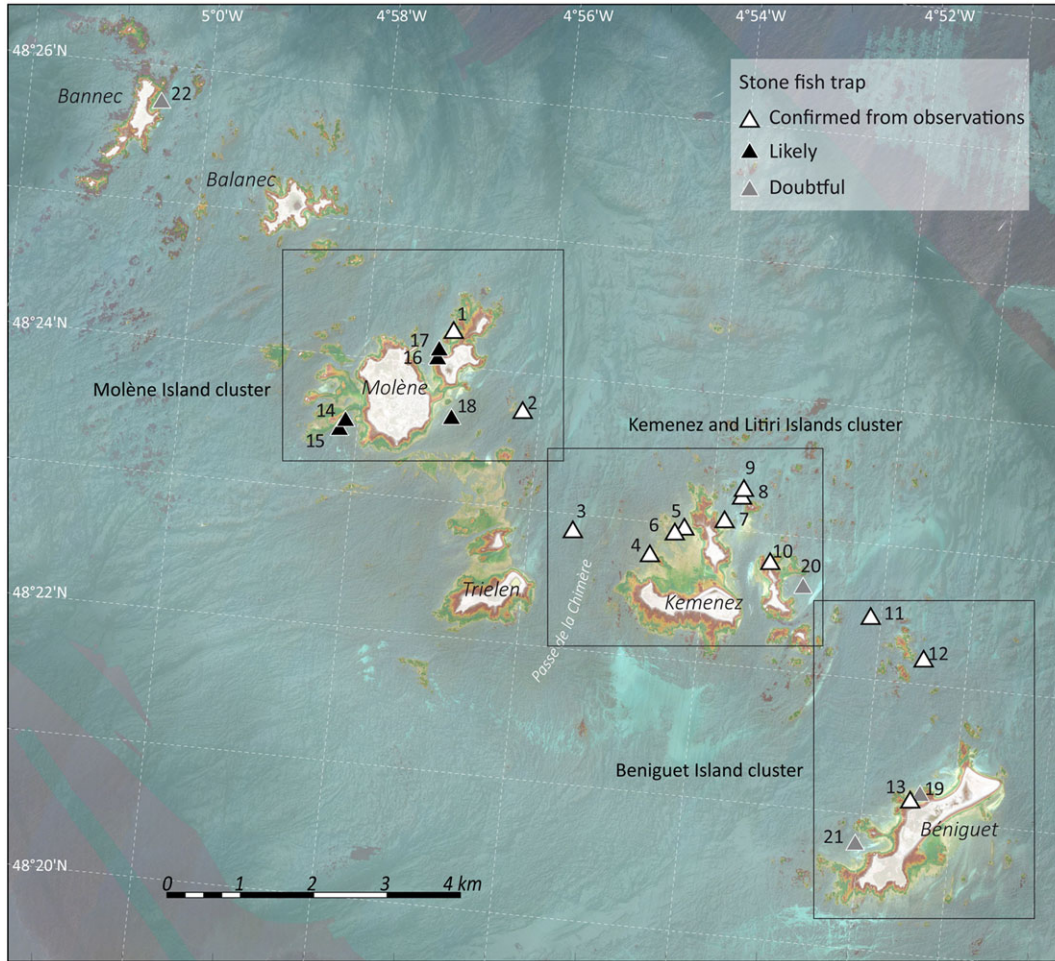 5°0'W
4°58'W
4°56'W
4°54'W
4°52'W
48°26'N
Bannec
22
Stone fish trap
Confirmed from observations
Likely
Doubtful
Balanec
48°24'N
1
17
16
Molène Island cluster
Molène
14
15
18
2
Kemenez and Litiri Islands cluster
9
8
3
5
6
7
4
10
20
48°22'N
Trielen
Kemenez
Passe de la Chimère
11
12
Beniguet Island cluster
13
19
Béniguet
21
48°20'N
0 1 2 3 4 km